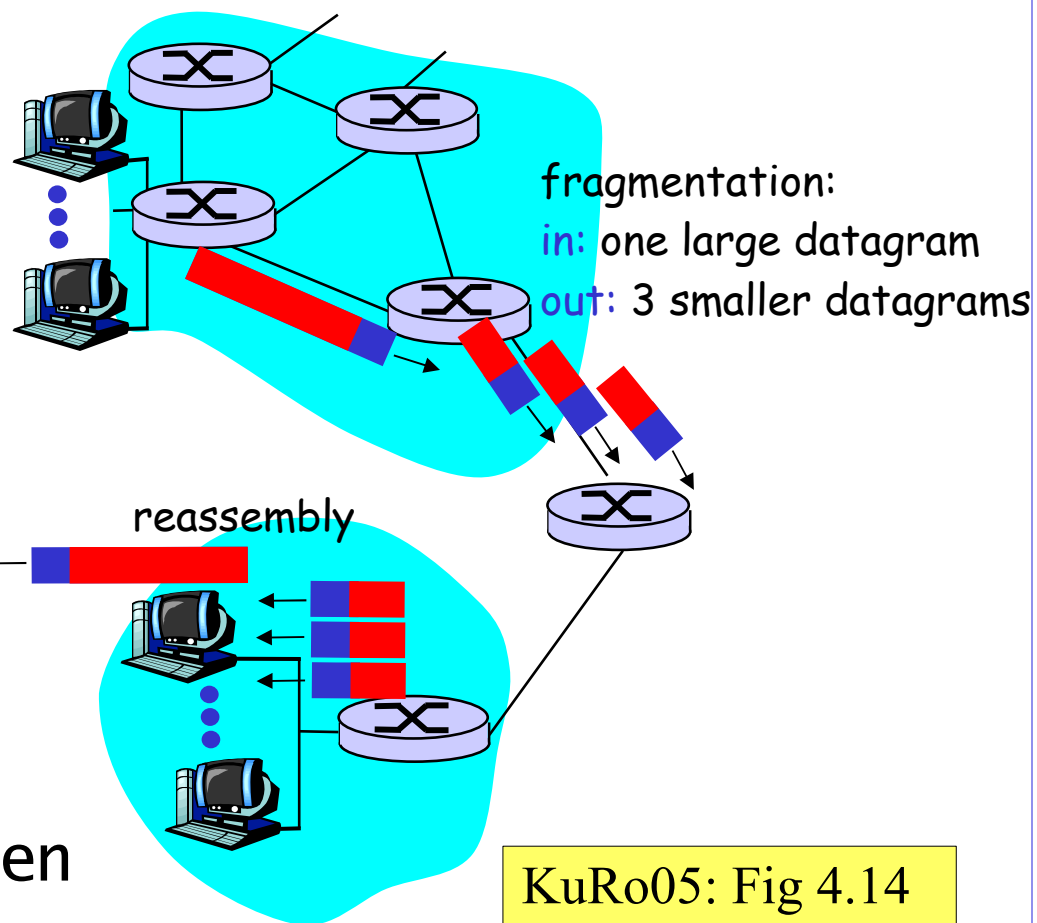 fragmentation:
in: one large datagram
out: 3 smaller datagrams
reassembly
en
KuRo05: Fig 4.14